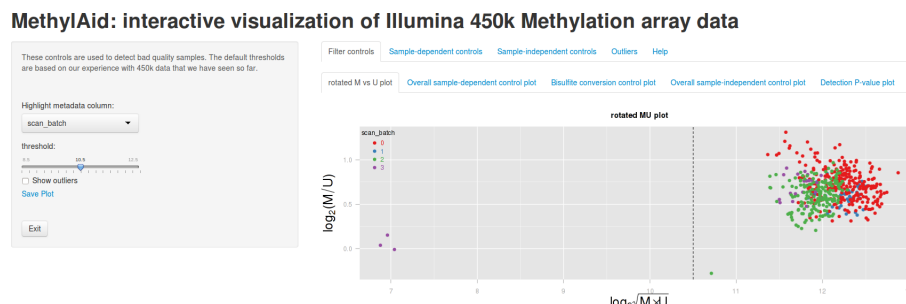 MethylAid: interactive visualization of Illumina 450k Methylation array data
These controls are used to detect bad quality samples. The default thresholds
are based on our experience with 450k data that we have seen so far.
Highlight metadata column:
scan_batch
threshold:
8.5 10.5 12.5
Show outliers
Save Plot
Exit
Filter controls Sample-dependent controls Sample-independent controls Outliers Help
rotated M vs U plot Overall sample-dependent control plot Bisulfite conversion control plot Overall sample-independent control plot Detection P-value plot
rotated MU plot
scan_batch
0
1
2
3
log2(M/U)
1.0
0.5
0.0
7 8 9 10 11 12
log2√M×U